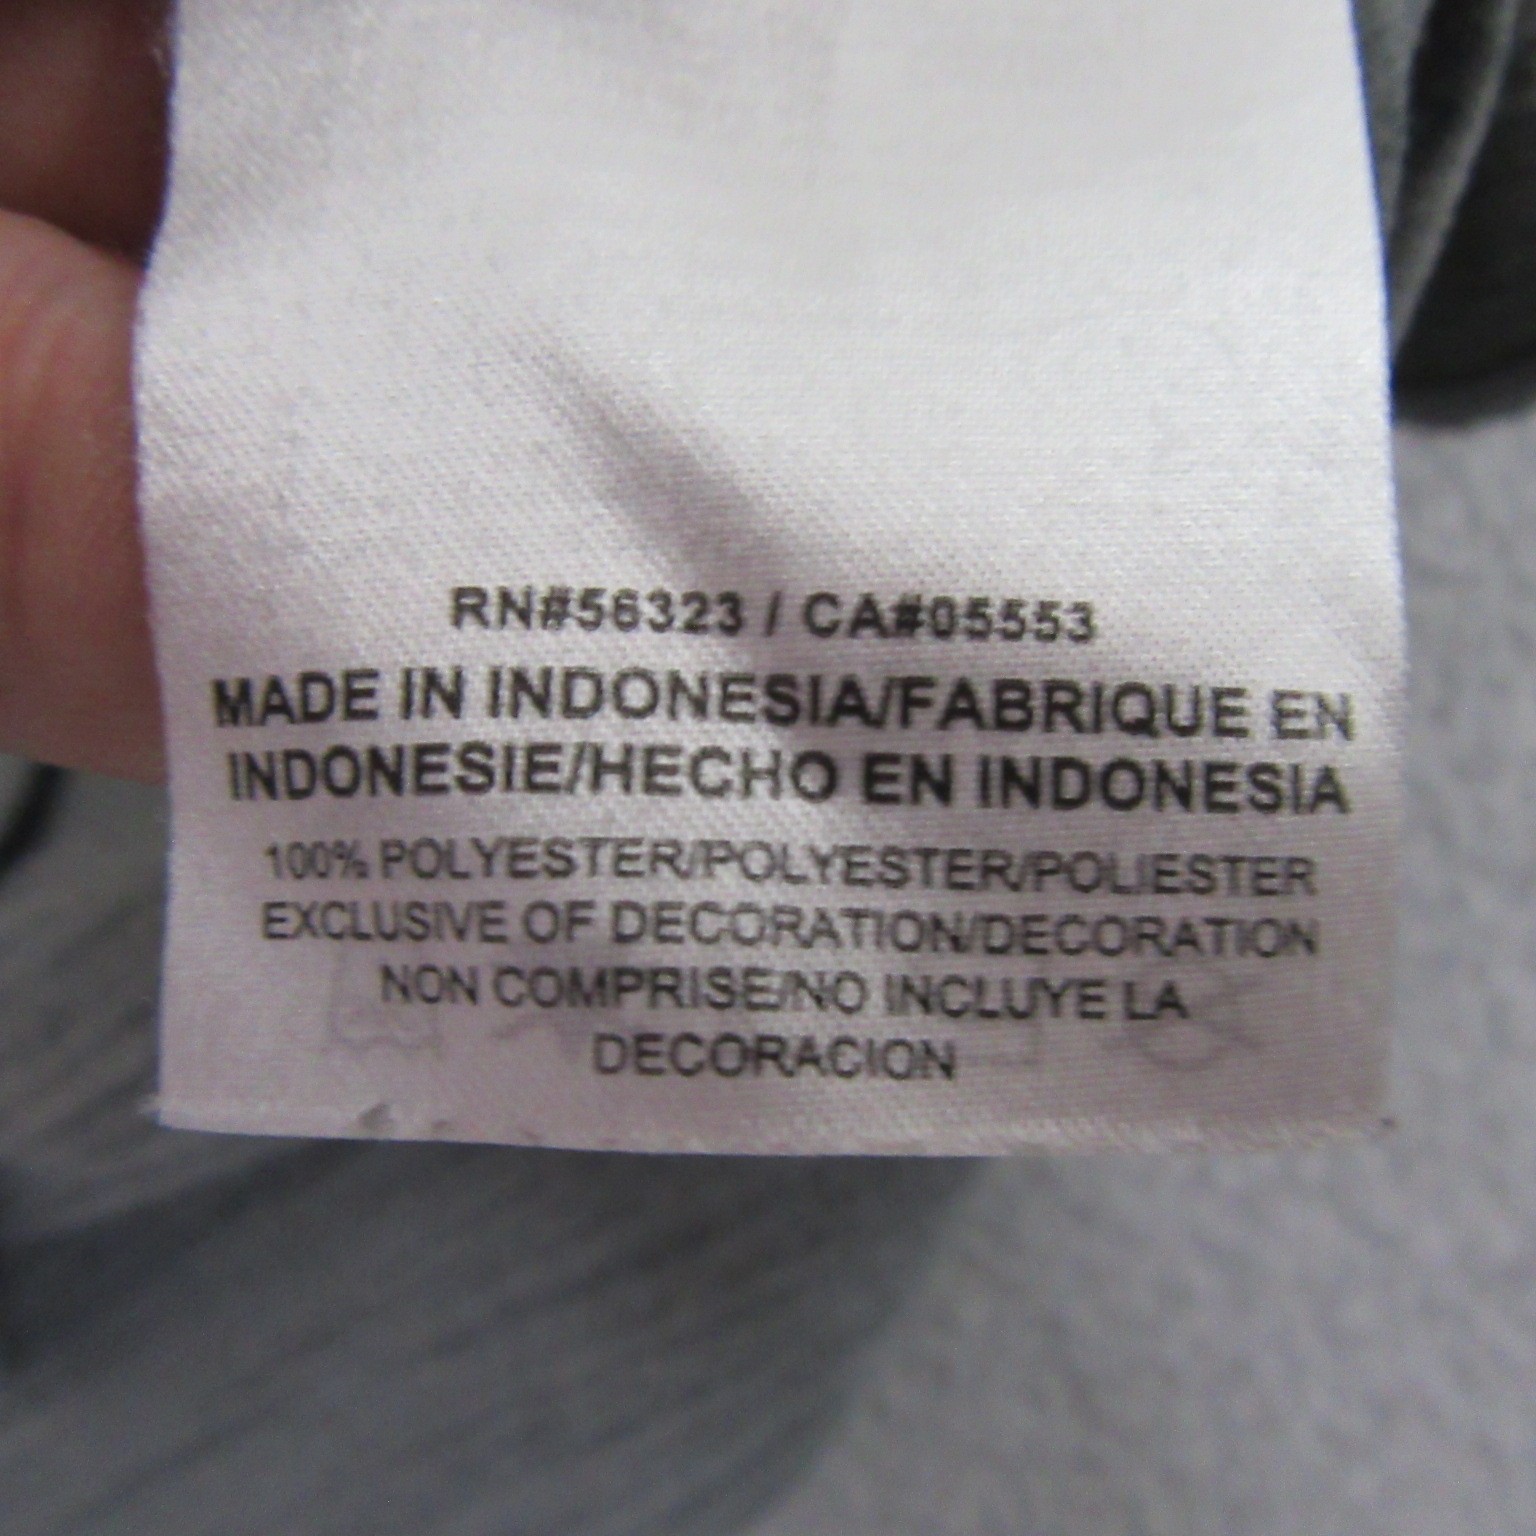 RN#56323 / CA#05553
MADE IN INDONESIA/FABRIQUE EN
INDONESIE/HECHO EN INDONESIA
100% POLYESTER/POLYESTER/POLIESTER
EXCLUSIVE OF DECORATION/DECORATION
NON COMPRISE/NO INCLUYE LA
DECORACION